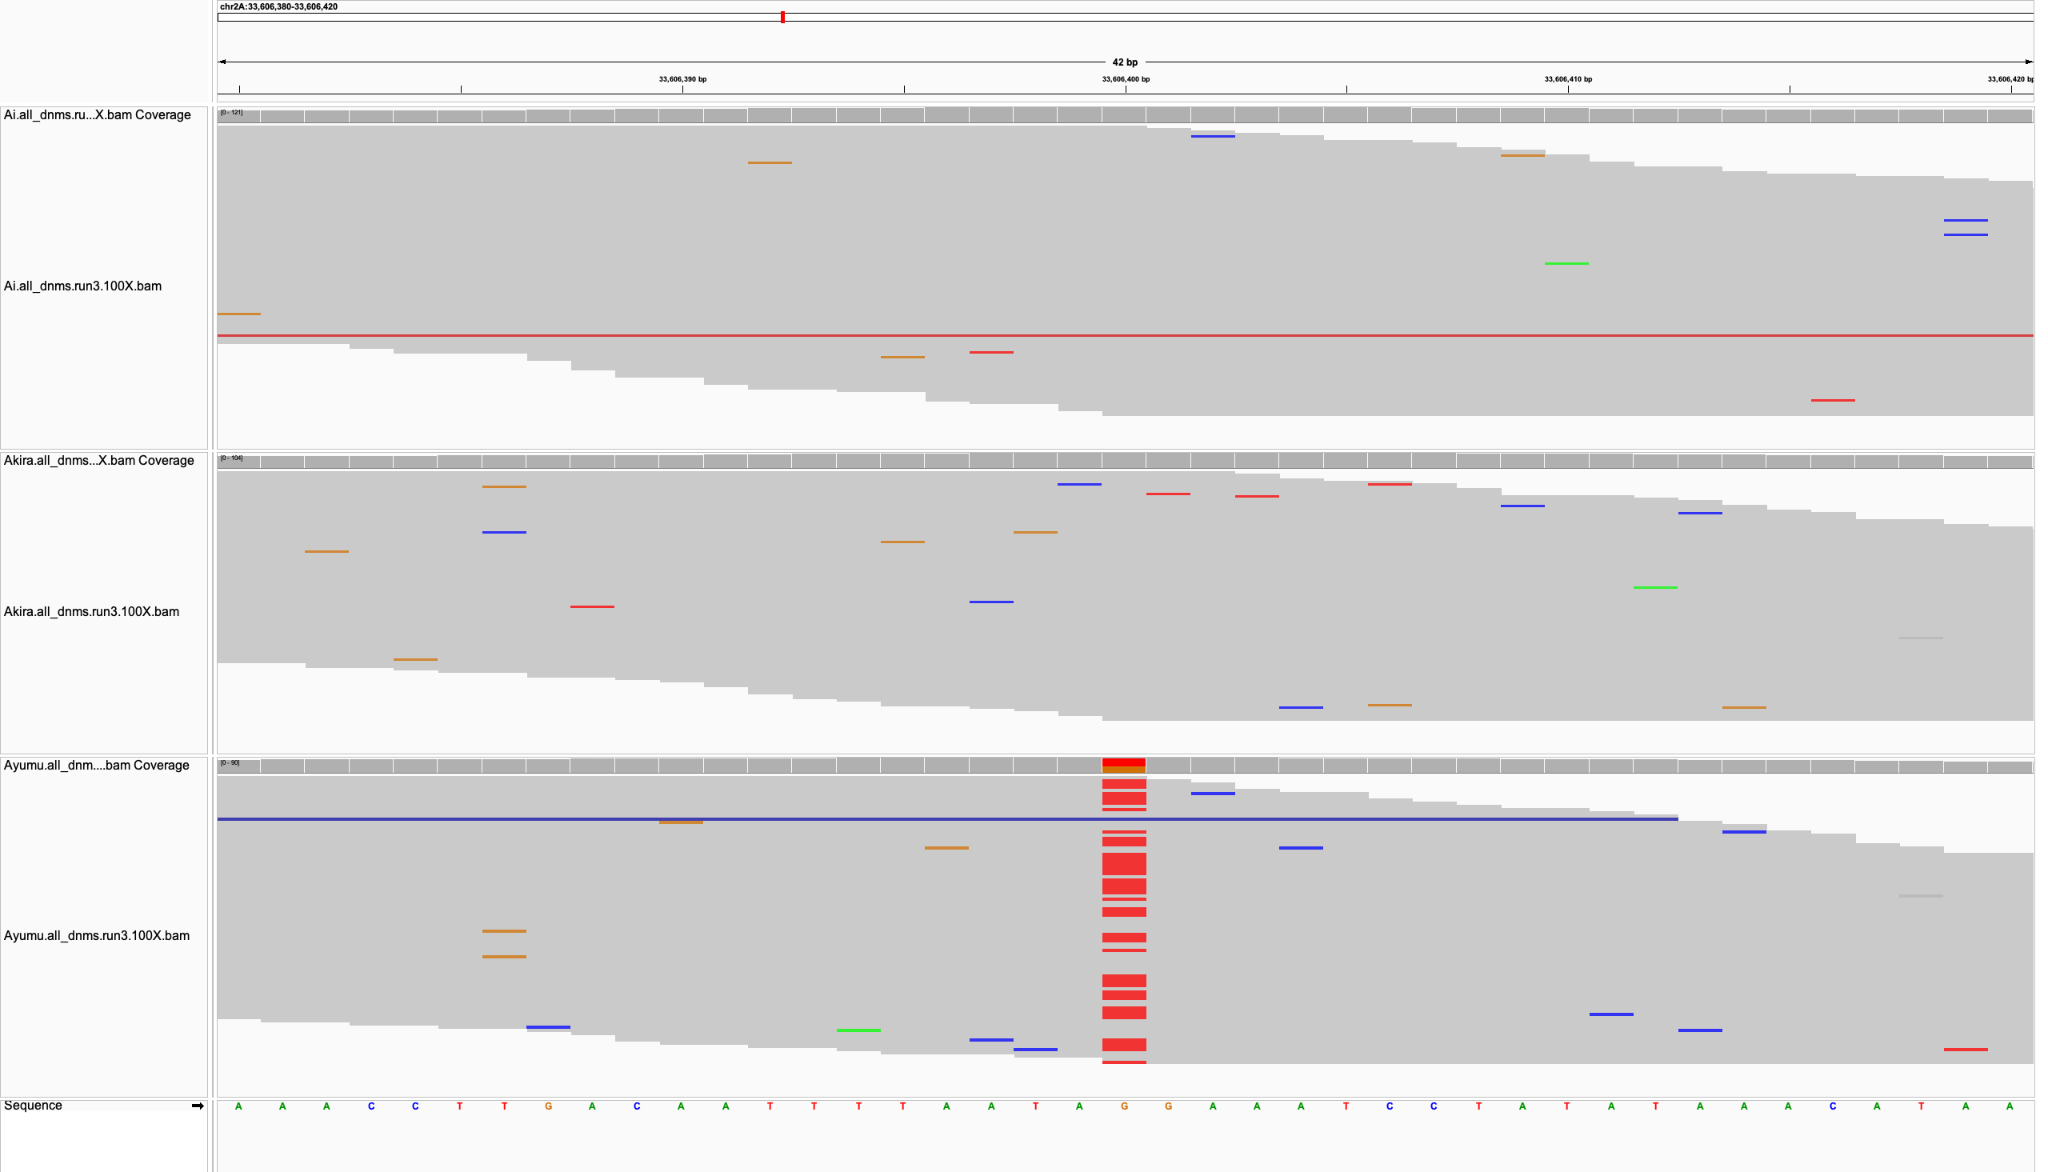 chr2A:33,606,380-33,606,420
42 bp
33,606,390 bp 33,606,400 bp 33,606,410 bp 33,606,420 bp
Ai.all_dnms.ru...X.bam Coverage [0 - 121]
Ai.all_dnms.run3.100X.bam
Akira.all_dnms...X.bam Coverage [0 - 104]
Akira.all_dnms.run3.100X.bam
Ayumu.all_dnm....bam Coverage [0 - 90]
Ayumu.all_dnms.run3.100X.bam
Sequence A A A C C T T G A C A A T T T T A A T A G G A A A T C C T A T A T A A A C A T A A